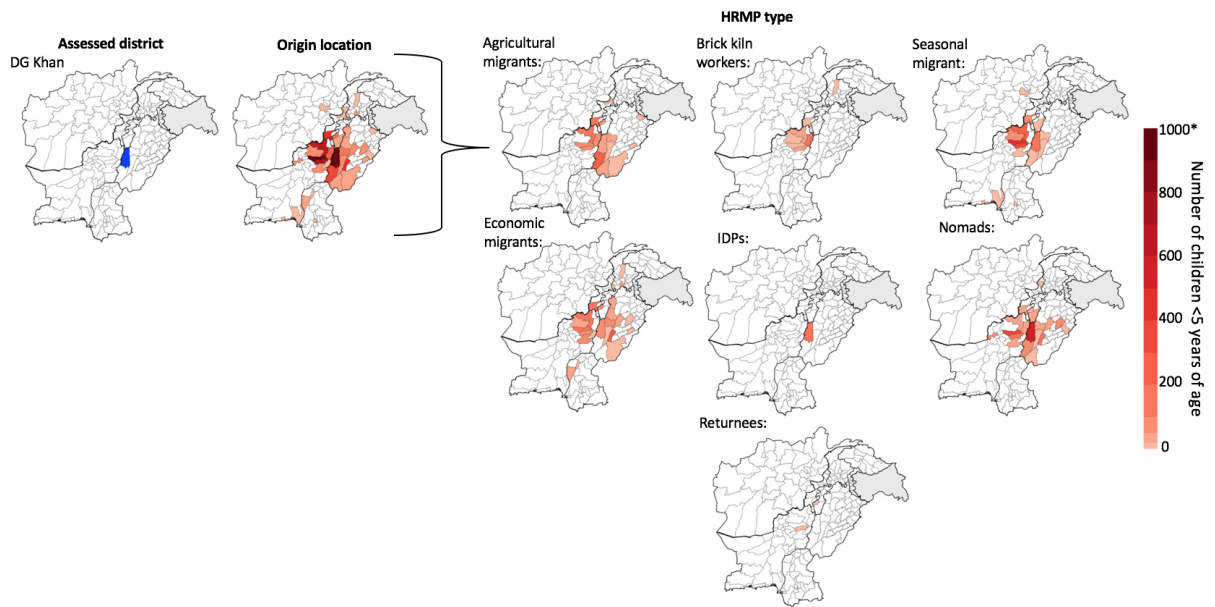 HRMP type
Assessed district
Origin location
DG Khan
Agricultural
migrants:
Brick kiln
workers:
Seasonal
migrant:
Economic
migrants:
IDPs:
Nomads:
Returnees:
1000*
800
600
400
200
0
Number of children <5 years of age